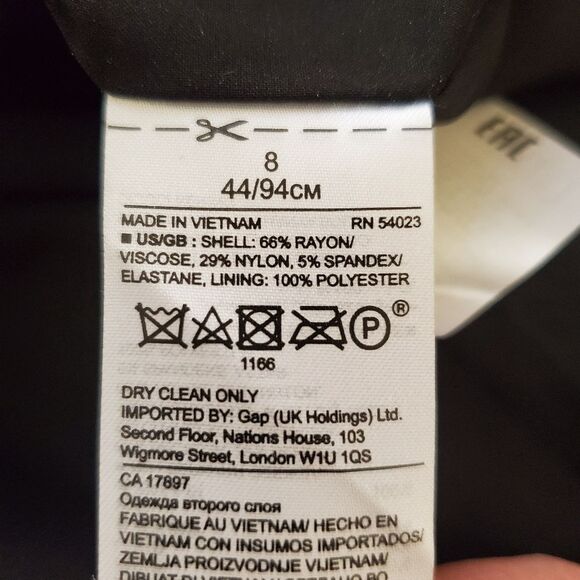 8
44/94CM
MADE IN VIETNAM RN 54023
■ US/GB : SHELL: 66% RAYON/
VISCOSE, 29% NYLON, 5% SPANDEX/
ELASTANE, LINING: 100% POLYESTER
P®
1166
DRY CLEAN ONLY
IMPORTED BY: Gap (UK Holdings) Ltd.
Second Floor, Nations House, 103
Wigmore Street, London W1U 1QS
CA 17897
Одежда второго слоя
FABRIQUE AU VIETNAM/ HECHO EN
VIETNAM CON INSUMOS IMPORTADOS/
ZEMLJA PROIZVODNJE VIJETNAM/
EAC